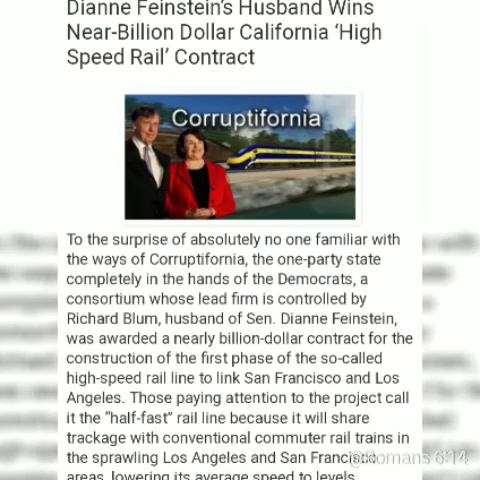 Dianne Feinstein's Husband Wins
Near-Billion Dollar California 'High
Speed Rail' Contract
Corruptifornia
To the surprise of absolutely no one familiar with
the ways of Corruptifornia, the one-party state
completely in the hands of the Democrats, a
consortium whose lead firm is controlled by
Richard Blum, husband of Sen. Dianne Feinstein,
was awarded a nearly billion-dollar contract for the
construction of the first phase of the so-called
high-speed rail line to link San Francisco and Los
Angeles. Those paying attention to the project call
it the "half-fast" rail line because it will share
trackage with conventional commuter rail trains in
the sprawling Los Angeles and San Francisco
areas, lowering its average speed to levels
@Romans 6:14